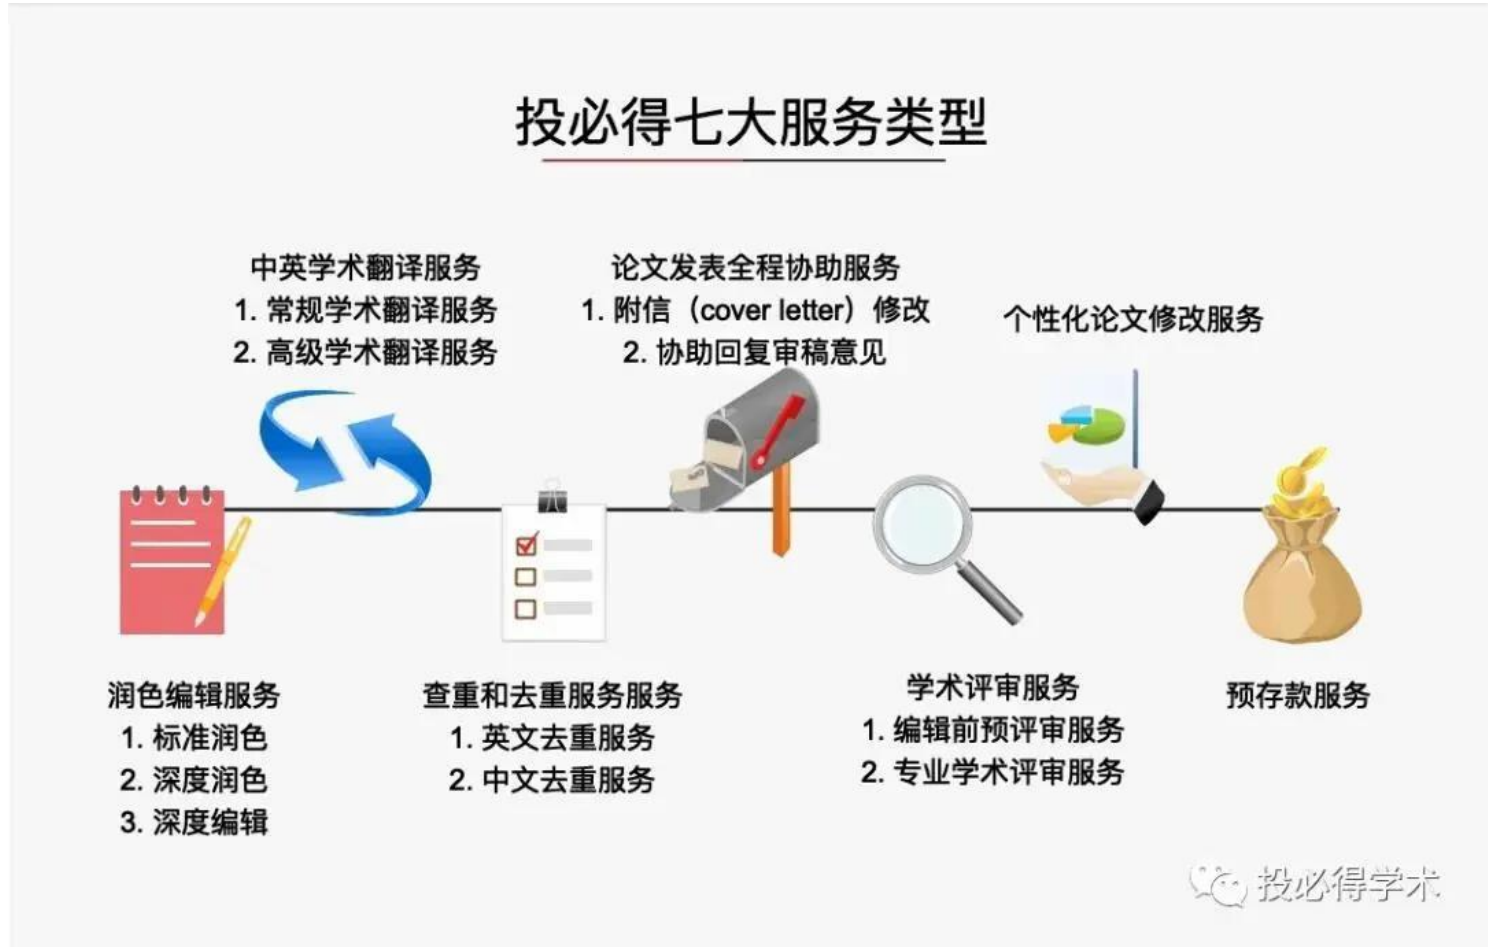 投必得七大服务类型
中英学术翻译服务
1. 常规学术翻译服务
2. 高级学术翻译服务
论文发表全程协助服务
1. 附信（cover letter）修改
2. 协助回复审稿意见
个性化论文修改服务
润色编辑服务
1. 标准润色
2. 深度润色
3. 深度编辑
查重和去重服务服务
1. 英文去重服务
2. 中文去重服务
学术评审服务
1. 编辑前预评审服务
2. 专业学术评审服务
预存款服务
投必得学术